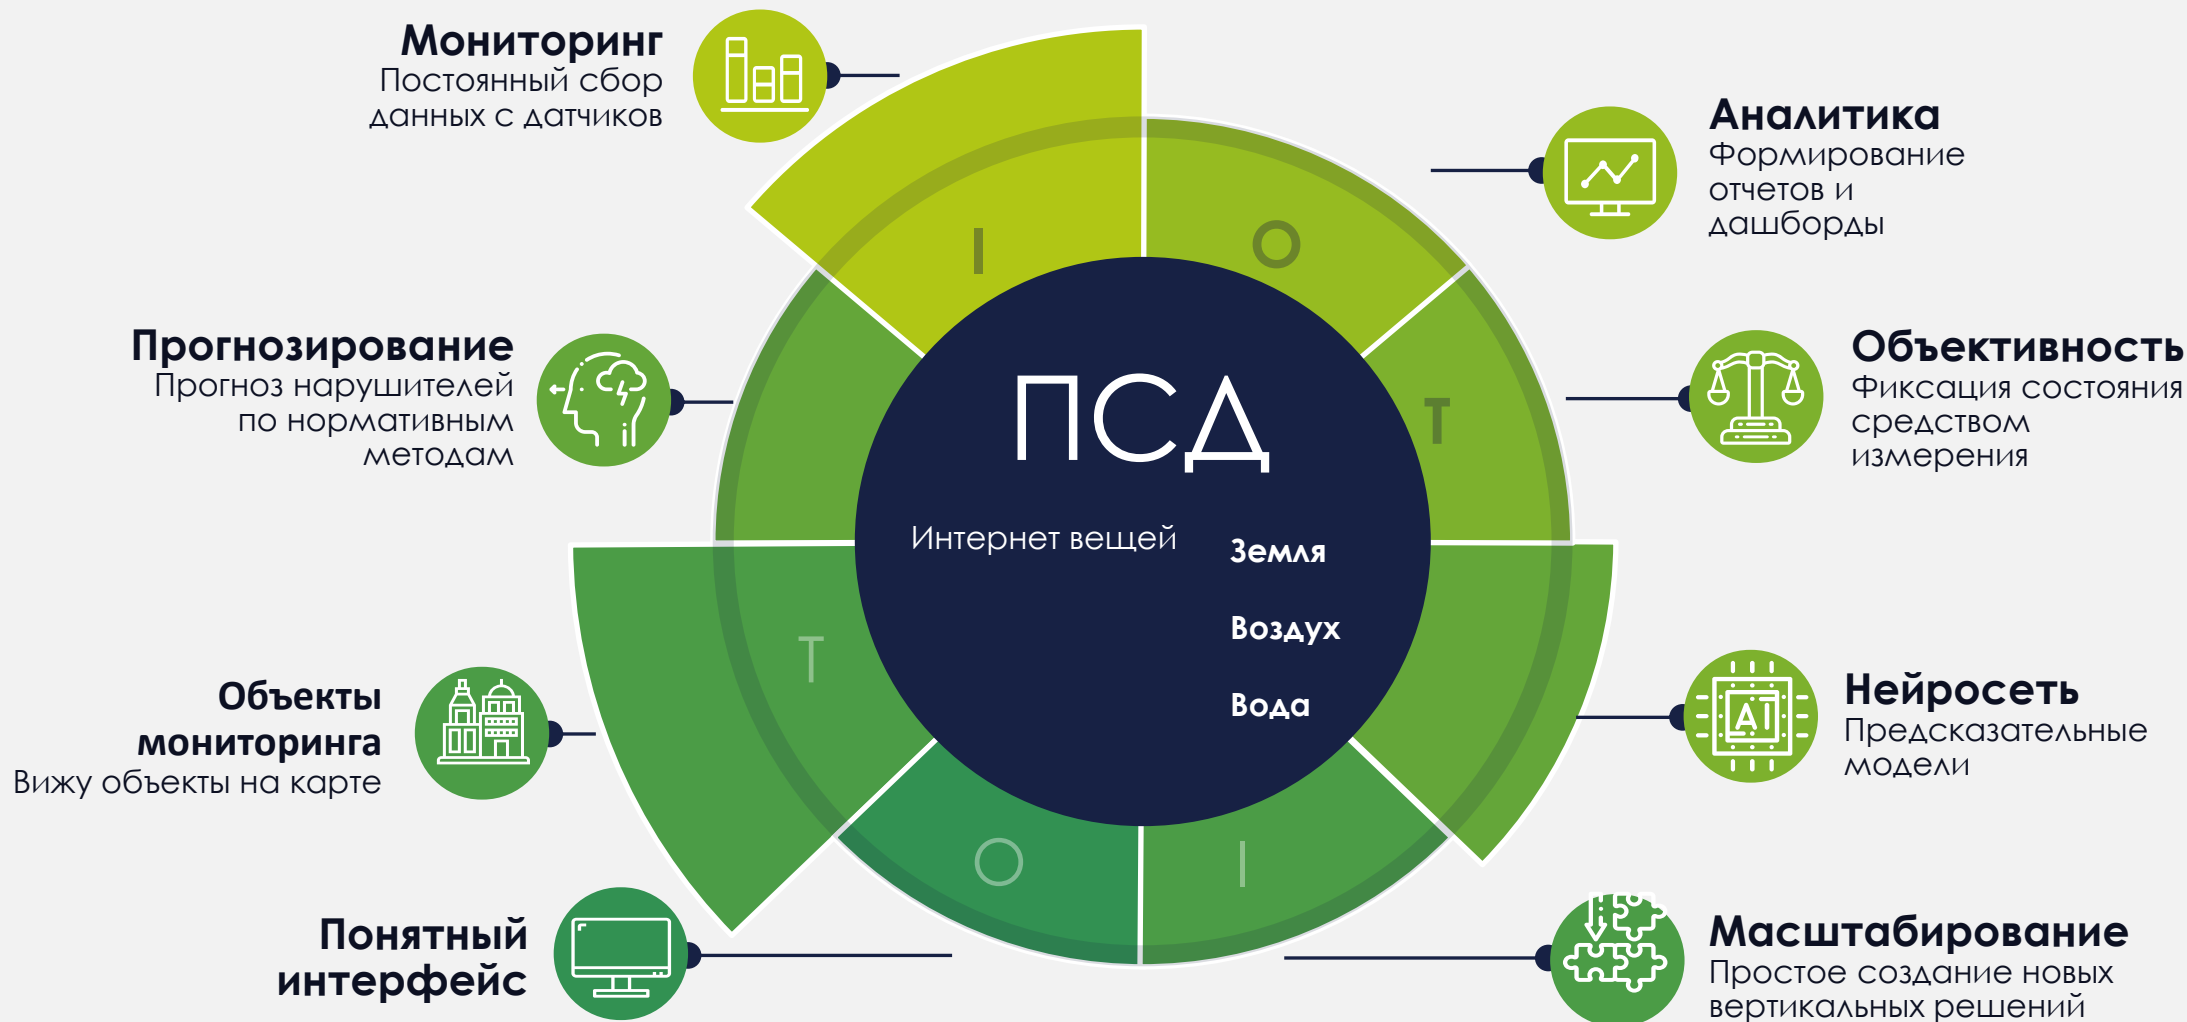 Мониторинг
Постоянный сбор
данных с датчиков
Аналитика
Формирование
отчетов и
дашборды
I
O
Прогнозирование
Прогноз нарушителей
по нормативным
методам
ПСД
T
Объективность
Фиксация состояния
средством
измерения
Интернет вещей
Земля
Воздух
Вода
T
Объекты
мониторинга
Вижу объекты на карте
AI
Нейросеть
Предсказательные
модели
O
I
Понятный
интерфейс
Масштабирование
Простое создание новых
вертикальных решений